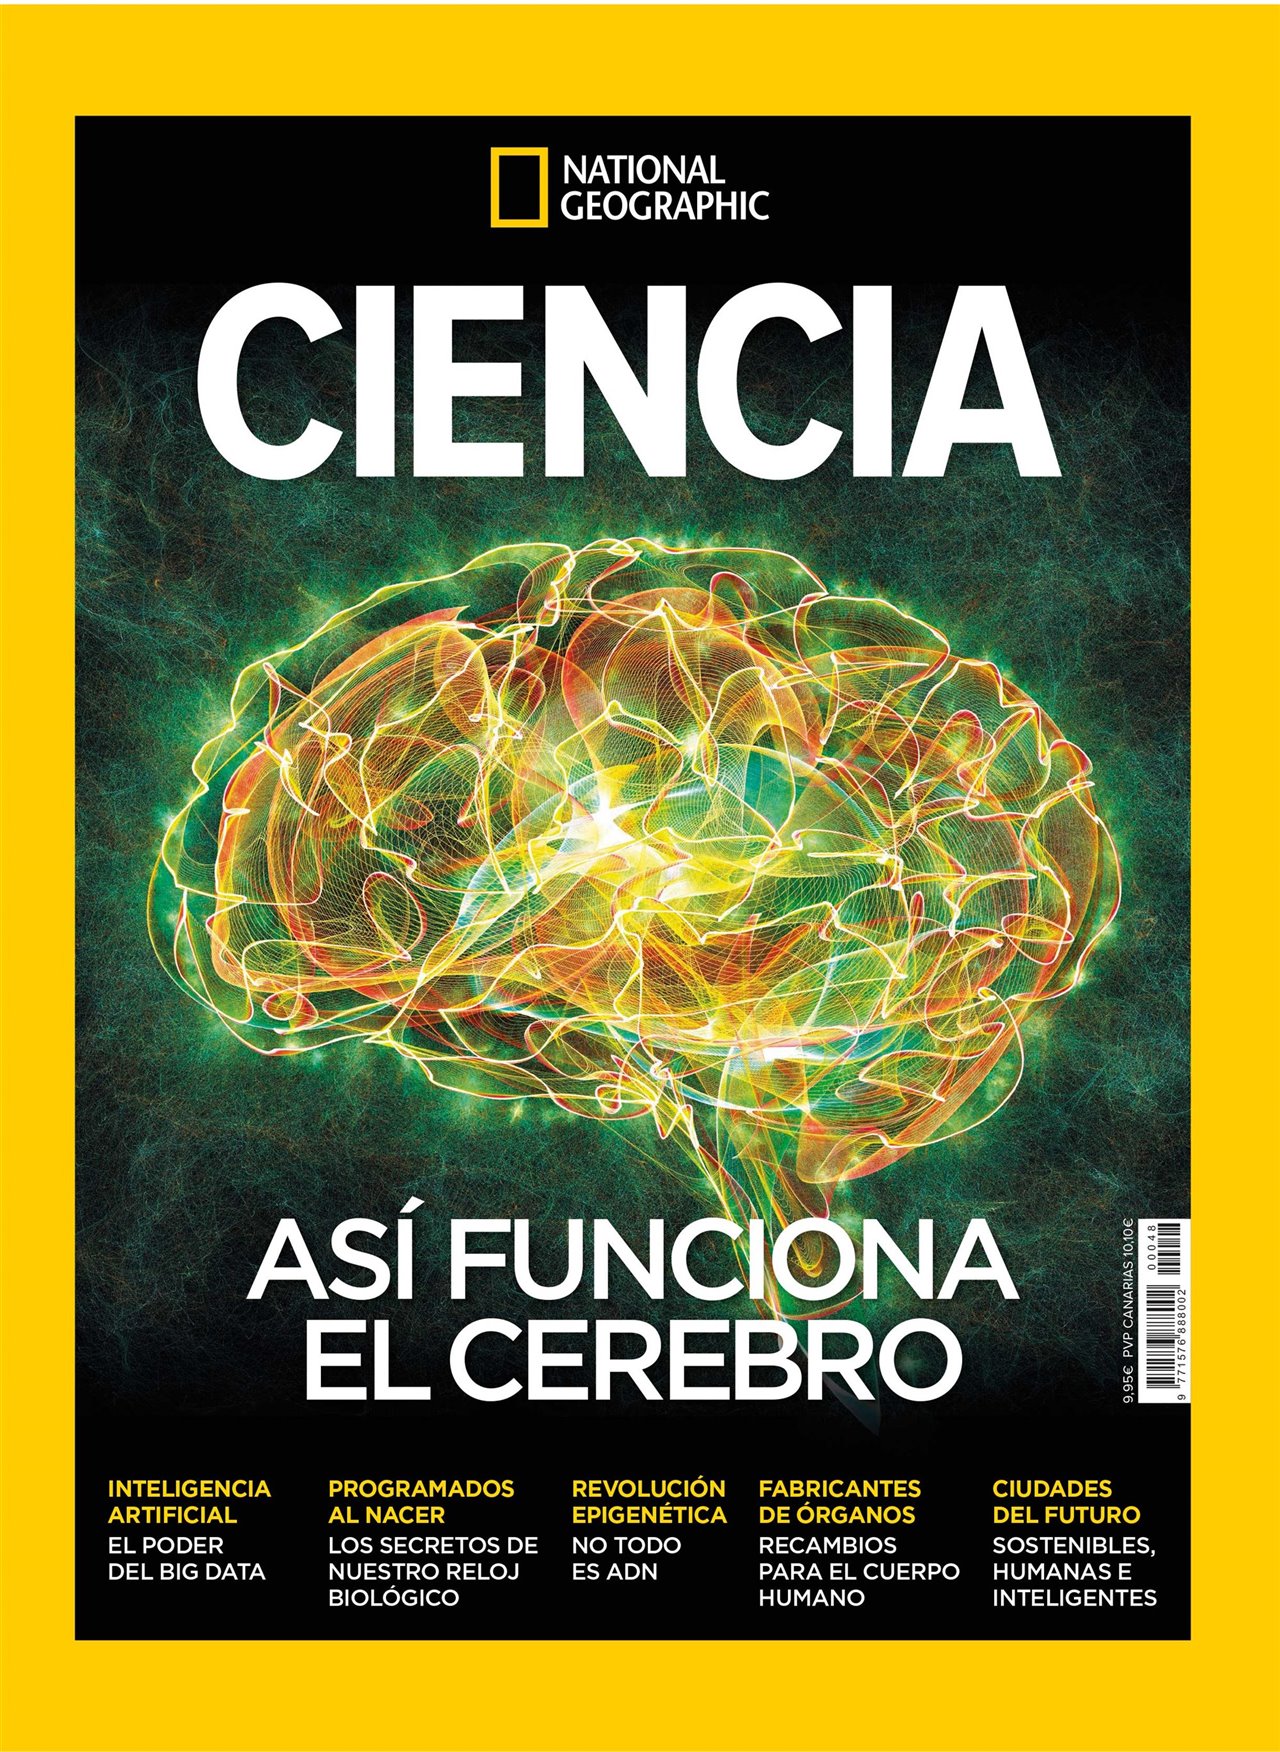 NATIONAL
GEOGRAPHIC
CIENCIA
ASÍ FUNCIONA
EL CEREBRO
9,95€ PVP CANARIAS 10,10€
00048
9 771576 888002
INTELIGENCIA
ARTIFICIAL
EL PODER
DEL BIG DATA
PROGRAMADOS
AL NACER
LOS SECRETOS DE
NUESTRO RELOJ
BIOLÓGICO
REVOLUCIÓN
EPIGENÉTICA
NO TODO
ES ADN
FABRICANTES
DE ÓRGANOS
RECAMBIOS
PARA EL CUERPO
HUMANO
CIUDADES
DEL FUTURO
SOSTENIBLES,
HUMANAS E
INTELIGENTES